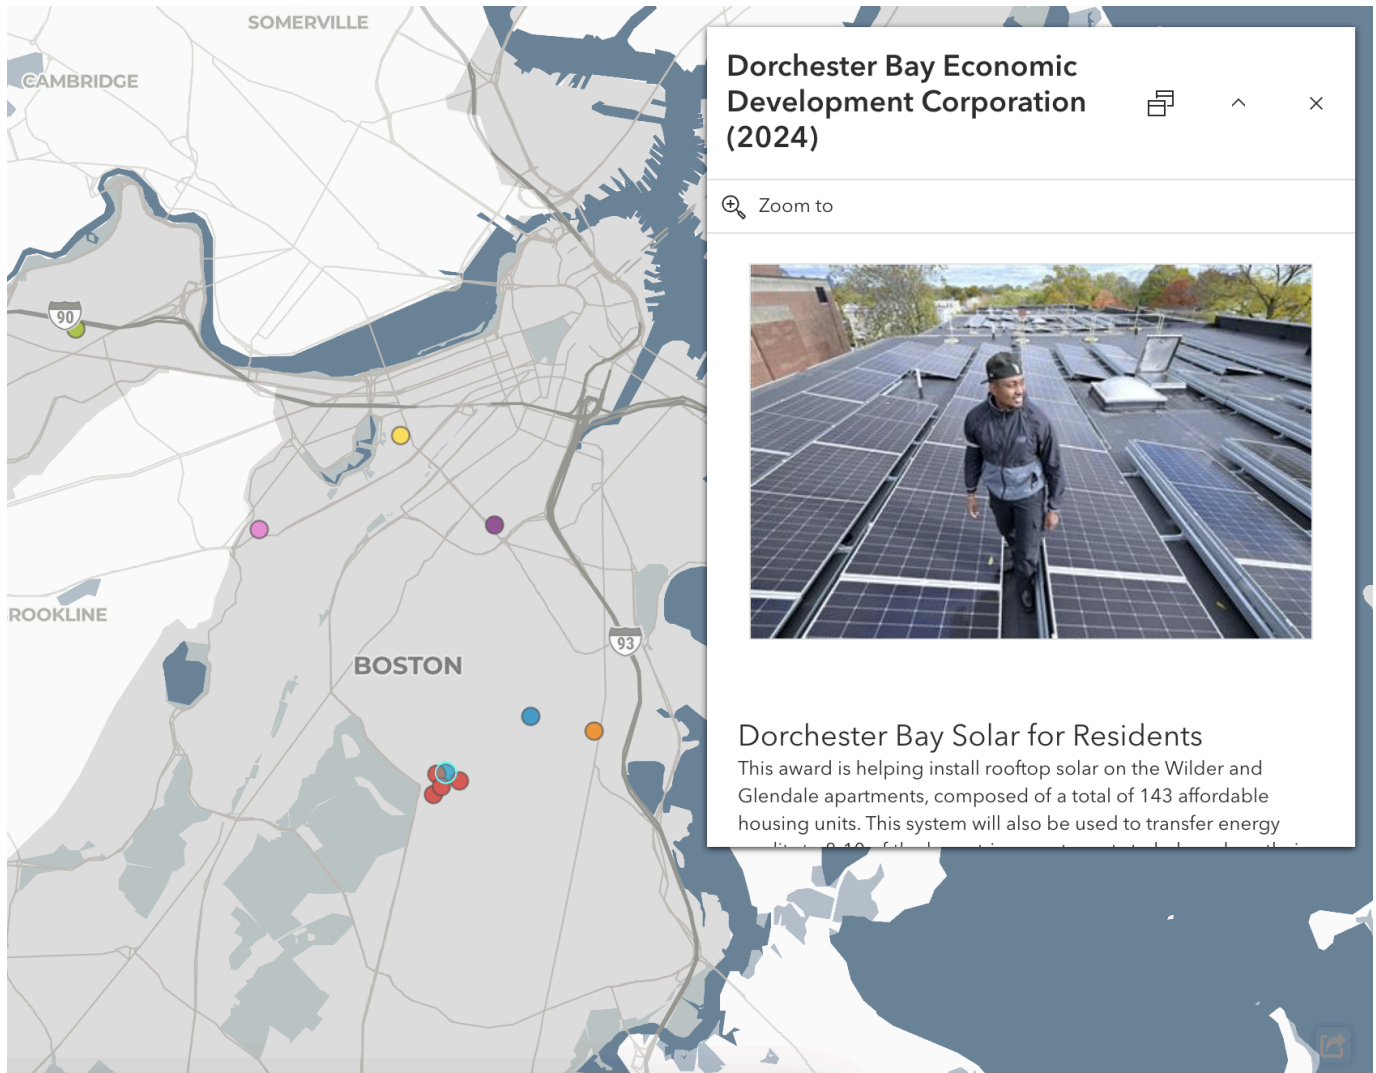 SOMERVILLE
CAMBRIDGE
90
ROOKLINE
BOSTON
93
Dorchester Bay Economic
Development Corporation
(2024)
Zoom to
Dorchester Bay Solar for Residents
This award is helping install rooftop solar on the Wilder and
Glendale apartments, composed of a total of 143 affordable
housing units. This system will also be used to transfer energy